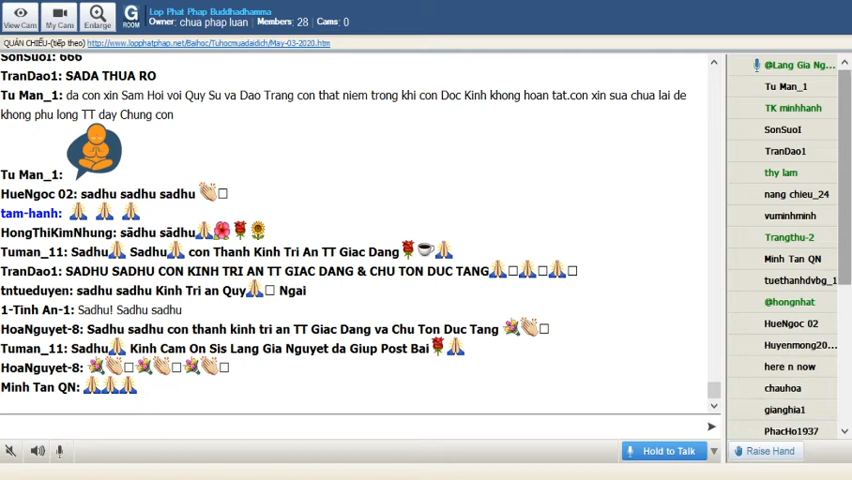 View Cam
My Cam
Enlarge
G
ROOM
Lop Phat Phap Buddhadhamma
Owner: chua phap luan Members: 28 Cams: 0
QUÁN CHIẾU-(tiếp theo) http://www.lopphatphap.net/Baihoc/Tuhocmuadaidich/May-03-2020.htm
SonSuoI: 666
TranDao1: SADA THUA RO
Tu Man_1: da con xin Sam Hoi voi Quy Su va Dao Trang con that niem trong khi con Doc Kinh khong hoan tat.con xin sua chua lai de
khong phu long TT day Chung con
Tu Man_1:
HueNgoc 02: sadhu sadhu sadhu
tam-hanh:
HongThiKimNhung: sādhu sādhu
Tuman_11: Sadhu Sadhu con Thanh Kinh Tri An TT Giac Dang
TranDao1: SADHU SADHU CON KINH TRI AN TT GIAC DANG & CHU TON DUC TANG
tntueduyen: sadhu sadhu Kinh Tri an Quy Ngai
1-Tinh An-1: Sadhu! Sadhu sadhu
HoaNguyet-8: Sadhu sadhu con thanh kinh tri an TT Giac Dang va Chu Ton Duc Tang
Tuman_11: Sadhu Kinh Cam On Sis Lang Gia Nguyet da Giup Post Bai
HoaNguyet-8:
Minh Tan QN:
Hold to Talk
@Lang Gia Ng...
Tu Man_1
TK minhhanh
SonSuoI
TranDao1
thy lam
nang chieu_24
vuminhminh
Trangthu-2
Minh Tan QN
tuethanhdvbg_1
@hongnhat
HueNgoc 02
Huyenmong20...
here n now
chauhoa
gianghia1
PhacHo1937
Raise Hand